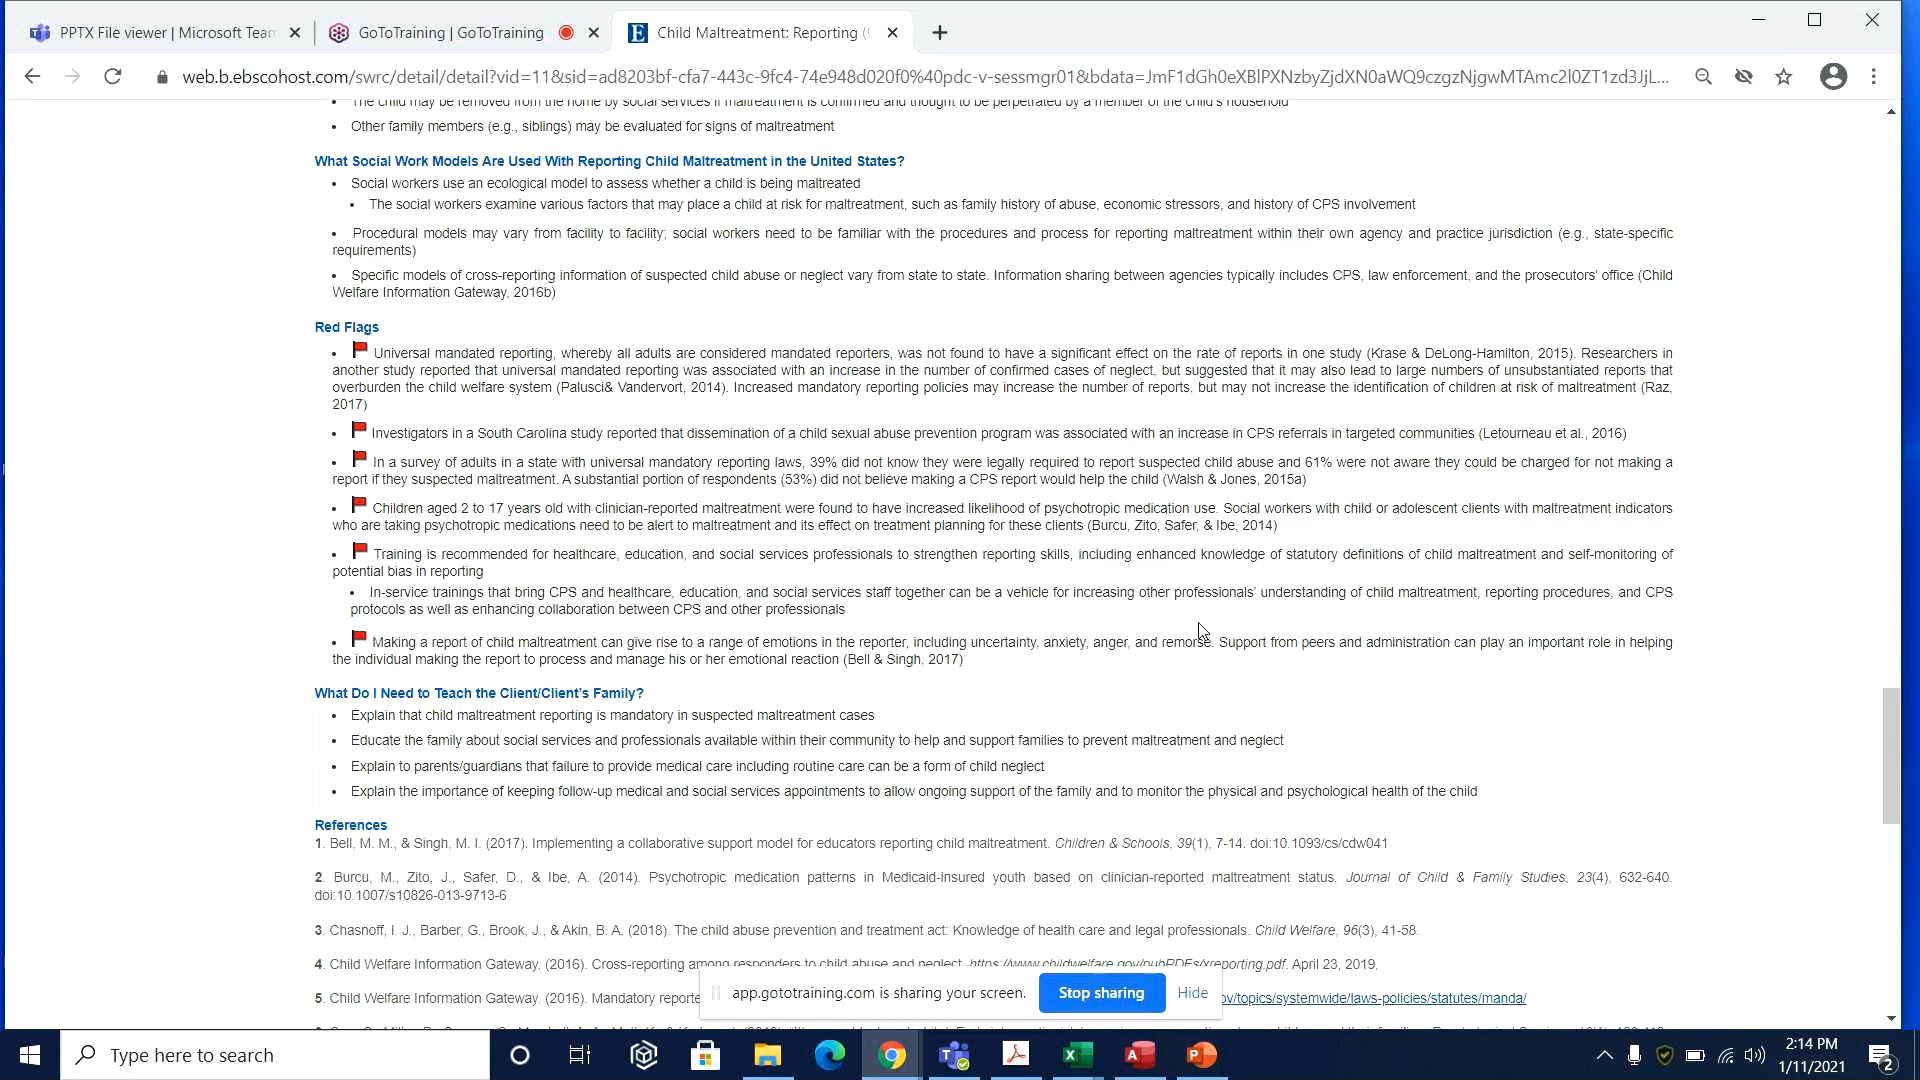 PPTX File viewer | Microsoft Team
GoToTraining | GoToTraining
Child Maltreatment: Reporting (
web.b.ebscohost.com/swrc/detail/detail?vid=11&sid=ad8203bf-cfa7-443c-9fc4-74e948d020f0%40pdc-v-sessmgr01&bdata=JmF1dGh0eXBlPXNzbyZjdXN0aWQ9czgzNjgwMTAmc2l0ZT1zd3JjL...
The child may be removed from the home by social services if maltreatment is confirmed and thought to be perpetrated by a member of the child's household
• Other family members (e.g., siblings) may be evaluated for signs of maltreatment
What Social Work Models Are Used With Reporting Child Maltreatment in the United States?
• Social workers use an ecological model to assess whether a child is being maltreated
• The social workers examine various factors that may place a child at risk for maltreatment, such as family history of abuse, economic stressors, and history of CPS involvement
• Procedural models may vary from facility to facility; social workers need to be familiar with the procedures and process for reporting maltreatment within their own agency and practice jurisdiction (e.g., state-specific
requirements)
• Specific models of cross-reporting information of suspected child abuse or neglect vary from state to state. Information sharing between agencies typically includes CPS, law enforcement, and the prosecutors' office (Child
Welfare Information Gateway, 2016b)
Red Flags
• Universal mandated reporting, whereby all adults are considered mandated reporters, was not found to have a significant effect on the rate of reports in one study (Krase & DeLong-Hamilton, 2015). Researchers in
another study reported that universal mandated reporting was associated with an increase in the number of confirmed cases of neglect, but suggested that it may also lead to large numbers of unsubstantiated reports that
overburden the child welfare system (Palusci& Vandervort, 2014). Increased mandatory reporting policies may increase the number of reports, but may not increase the identification of children at risk of maltreatment (Raz,
2017)
• Investigators in a South Carolina study reported that dissemination of a child sexual abuse prevention program was associated with an increase in CPS referrals in targeted communities (Letourneau et al., 2016)
• In a survey of adults in a state with universal mandatory reporting laws, 39% did not know they were legally required to report suspected child abuse and 61% were not aware they could be charged for not making a
report if they suspected maltreatment. A substantial portion of respondents (53%) did not believe making a CPS report would help the child (Walsh & Jones, 2015a)
• Children aged 2 to 17 years old with clinician-reported maltreatment were found to have increased likelihood of psychotropic medication use. Social workers with child or adolescent clients with maltreatment indicators
who are taking psychotropic medications need to be alert to maltreatment and its effect on treatment planning for these clients (Burcu, Zito, Safer, & Ibe, 2014)
• Training is recommended for healthcare, education, and social services professionals to strengthen reporting skills, including enhanced knowledge of statutory definitions of child maltreatment and self-monitoring of
potential bias in reporting
• In-service trainings that bring CPS and healthcare, education, and social services staff together can be a vehicle for increasing other professionals' understanding of child maltreatment, reporting procedures, and CPS
protocols as well as enhancing collaboration between CPS and other professionals
• Making a report of child maltreatment can give rise to a range of emotions in the reporter, including uncertainty, anxiety, anger, and remorse. Support from peers and administration can play an important role in helping
the individual making the report to process and manage his or her emotional reaction (Bell & Singh, 2017)
What Do I Need to Teach the Client/Client's Family?
• Explain that child maltreatment reporting is mandatory in suspected maltreatment cases
• Educate the family about social services and professionals available within their community to help and support families to prevent maltreatment and neglect
• Explain to parents/guardians that failure to provide medical care including routine care can be a form of child neglect
• Explain the importance of keeping follow-up medical and social services appointments to allow ongoing support of the family and to monitor the physical and psychological health of the child
References
1. Bell, M. M., & Singh, M. I. (2017). Implementing a collaborative support model for educators reporting child maltreatment. Children & Schools, 39(1), 7-14. doi:10.1093/cs/cdw041
2. Burcu, M., Zito, J., Safer, D., & Ibe, A. (2014). Psychotropic medication patterns in Medicaid-insured youth based on clinician-reported maltreatment status. Journal of Child & Family Studies, 23(4), 632-640.
doi:10.1007/s10826-013-9713-6
3. Chasnoff, I. J., Barber, G., Brook, J., & Akin, B. A. (2018). The child abuse prevention and treatment act: Knowledge of health care and legal professionals. Child Welfare, 96(3), 41-58.
4. Child Welfare Information Gateway. (2016). Cross-reporting among responders to child abuse and neglect. https://www.childwelfare.gov/pubPDFs/xreporting.pdf. April 23, 2019,
5. Child Welfare Information Gateway. (2016). Mandatory reporte
ov/topics/systemwide/laws-policies/statutes/manda/
app.gototraining.com is sharing your screen.
Stop sharing
Hide
Type here to search
2:14 PM
1/11/2021
2